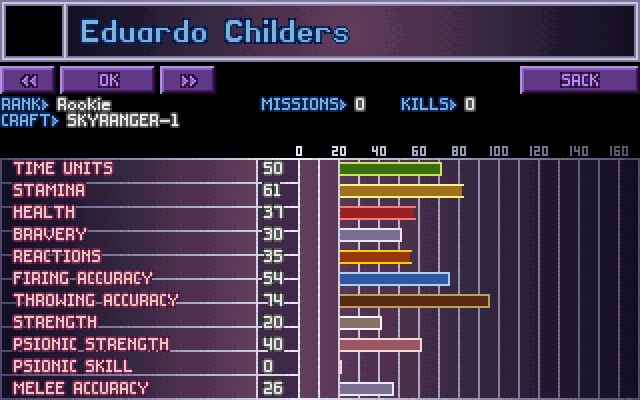 Eduardo Childers
◀◀ OK ▶▶ SACK
RANK> Rookie MISSIONS> 0 KILLS> 0
CRAFT> SKYRANGER-1
0 20 40 60 80 100 120 140 160
TIME UNITS 50
STAMINA 61
HEALTH 37
BRAVERY 30
REACTIONS 35
FIRING ACCURACY 54
THROWING ACCURACY 74
STRENGTH 20
PSIONIC STRENGTH 40
PSIONIC SKILL 0
MELEE ACCURACY 26